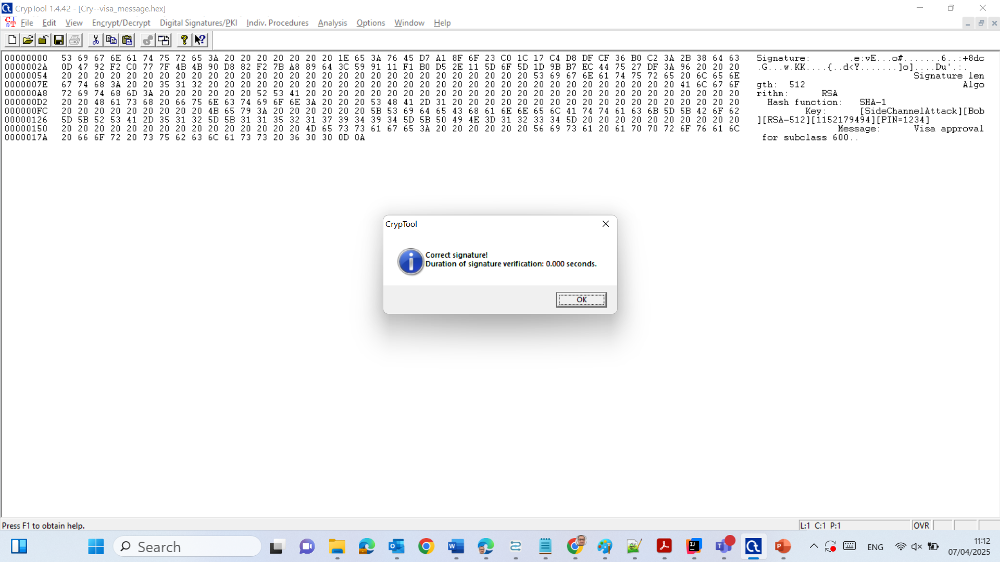 CrypTool 1.4.42 - [Cry--visa_message.hex]
File Edit View Encrypt/Decrypt Digital Signatures/PKI Indiv. Procedures Analysis Options Window Help
00000000 53 69 67 6E 61 74 75 72 65 3A 20 20 20 20 20 20 20 1E 65 3A 76 45 D7 A1 8F 6F 23 C0 1C 17 C4 D8 DF CF 36 B0 C2 3A 2B 38 64 63 Signature: .e:vE...o#........6..:+8dc
0000002A 0D 47 92 F2 C0 77 7F 4B 4B 90 D8 82 F2 7B A8 89 64 3C 59 91 11 F1 B0 D5 2E 11 5D 6F 5D 1D 9B B7 EC 44 75 27 DF 3A 96 20 20 20 .G...w.KK....{..d<Y.......]o]....Du'.:.
00000054 20 20 20 20 20 20 20 20 20 20 20 20 20 20 20 20 20 20 20 20 20 20 20 20 20 20 20 20 20 53 69 67 6E 61 74 75 72 65 20 6C 65 6E Signature len
0000007E 67 74 68 3A 20 20 35 31 32 20 20 20 20 20 20 20 20 20 20 20 20 20 20 20 20 20 20 20 20 20 20 20 20 20 20 20 20 20 41 6C 67 6F gth: 512 Algo
000000A8 72 69 74 68 6D 3A 20 20 20 20 20 20 52 53 41 20 20 20 20 20 20 20 20 20 20 20 20 20 20 20 20 20 20 20 20 20 20 20 20 20 20 20 rithm: RSA
000000D2 20 20 48 61 73 68 20 66 75 6E 63 74 69 6F 6E 3A 20 20 20 53 48 41 2D 31 20 20 20 20 20 20 20 20 20 20 20 20 20 20 20 20 20 20 Hash function: SHA-1
000000FC 20 20 20 20 20 20 20 20 20 4B 65 79 3A 20 20 20 20 20 20 5B 53 69 64 65 43 68 61 6E 6E 65 6C 41 74 74 61 63 6B 5D 5B 42 6F 62 Key: [SideChannelAttack][Bob
00000126 5D 5B 52 53 41 2D 35 31 32 5D 5B 31 31 35 32 31 37 39 34 39 34 5D 5B 50 49 4E 3D 31 32 33 34 5D 20 20 20 20 20 20 20 20 20 20 ][RSA-512][1152179494][PIN=1234]
00000150 20 20 20 20 20 20 20 20 20 20 20 20 20 20 20 4D 65 73 73 61 67 65 3A 20 20 20 20 20 20 56 69 73 61 20 61 70 70 72 6F 76 61 6C Message: Visa approval
0000017A 20 66 6F 72 20 73 75 62 63 6C 61 73 73 20 36 30 30 0D 0A for subclass 600..
CrypTool
Correct signature!
Duration of signature verification: 0.000 seconds.
OK
Press F1 to obtain help.
L:1 C:1 P:1
OVR
Search
ENG
11:12
07/04/2025